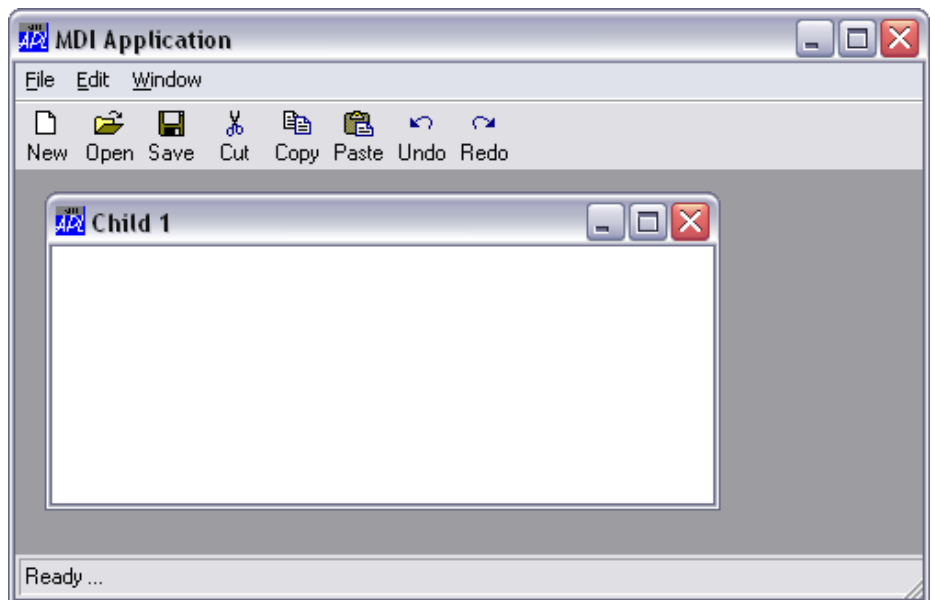 MDI Application
File Edit Window
New Open Save Cut Copy Paste Undo Redo
Child 1
Ready ...